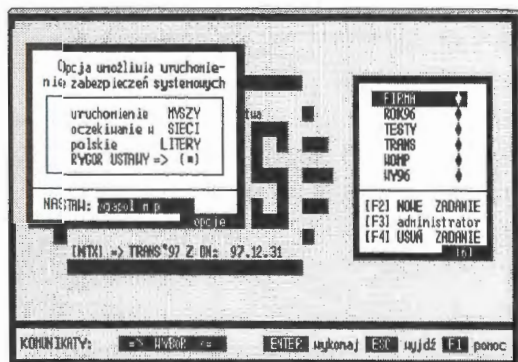 Opcja umożliwia uruchomie-
nie zabezpieczeń systemowych
uruchomienie MYSZY
oczekiwanie w SIECI
polskie LITERY
RYGOR USTAWY => (■)
NASTAW:
opcje
FIRMA
ROK96
TESTY
TRANS
WOMP
WY96
[F2] NOWE ZADANIE
[F3] administrator
[F4] USUŃ ZADANIE
[NTX] => TRANS'97 Z DN: 97.12.31
KOMUNIKATY: => WYBÓR <= ENTER wykonaj ESC wyjdź F1 pomoc